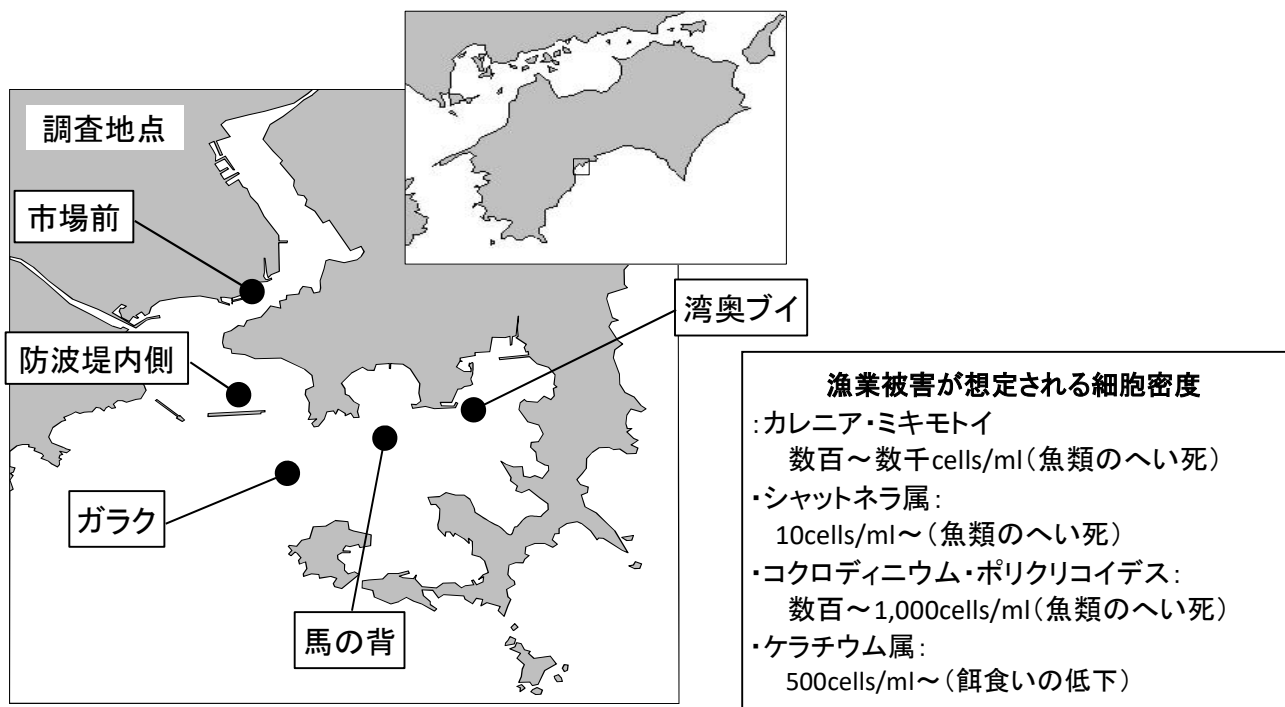 調査地点
市場前
湾奥ブイ
防波堤内側
ガラク
馬の背
漁業被害が想定される細胞密度
:カレニア・ミキモトイ
数百～数千cells/ml(魚類のへい死)
・シャットネラ属:
10cells/ml～(魚類のへい死)
・コクロディニウム・ポリクリコイデス:
数百～1,000cells/ml(魚類のへい死)
・ケラチウム属:
500cells/ml～(餌食いの低下)